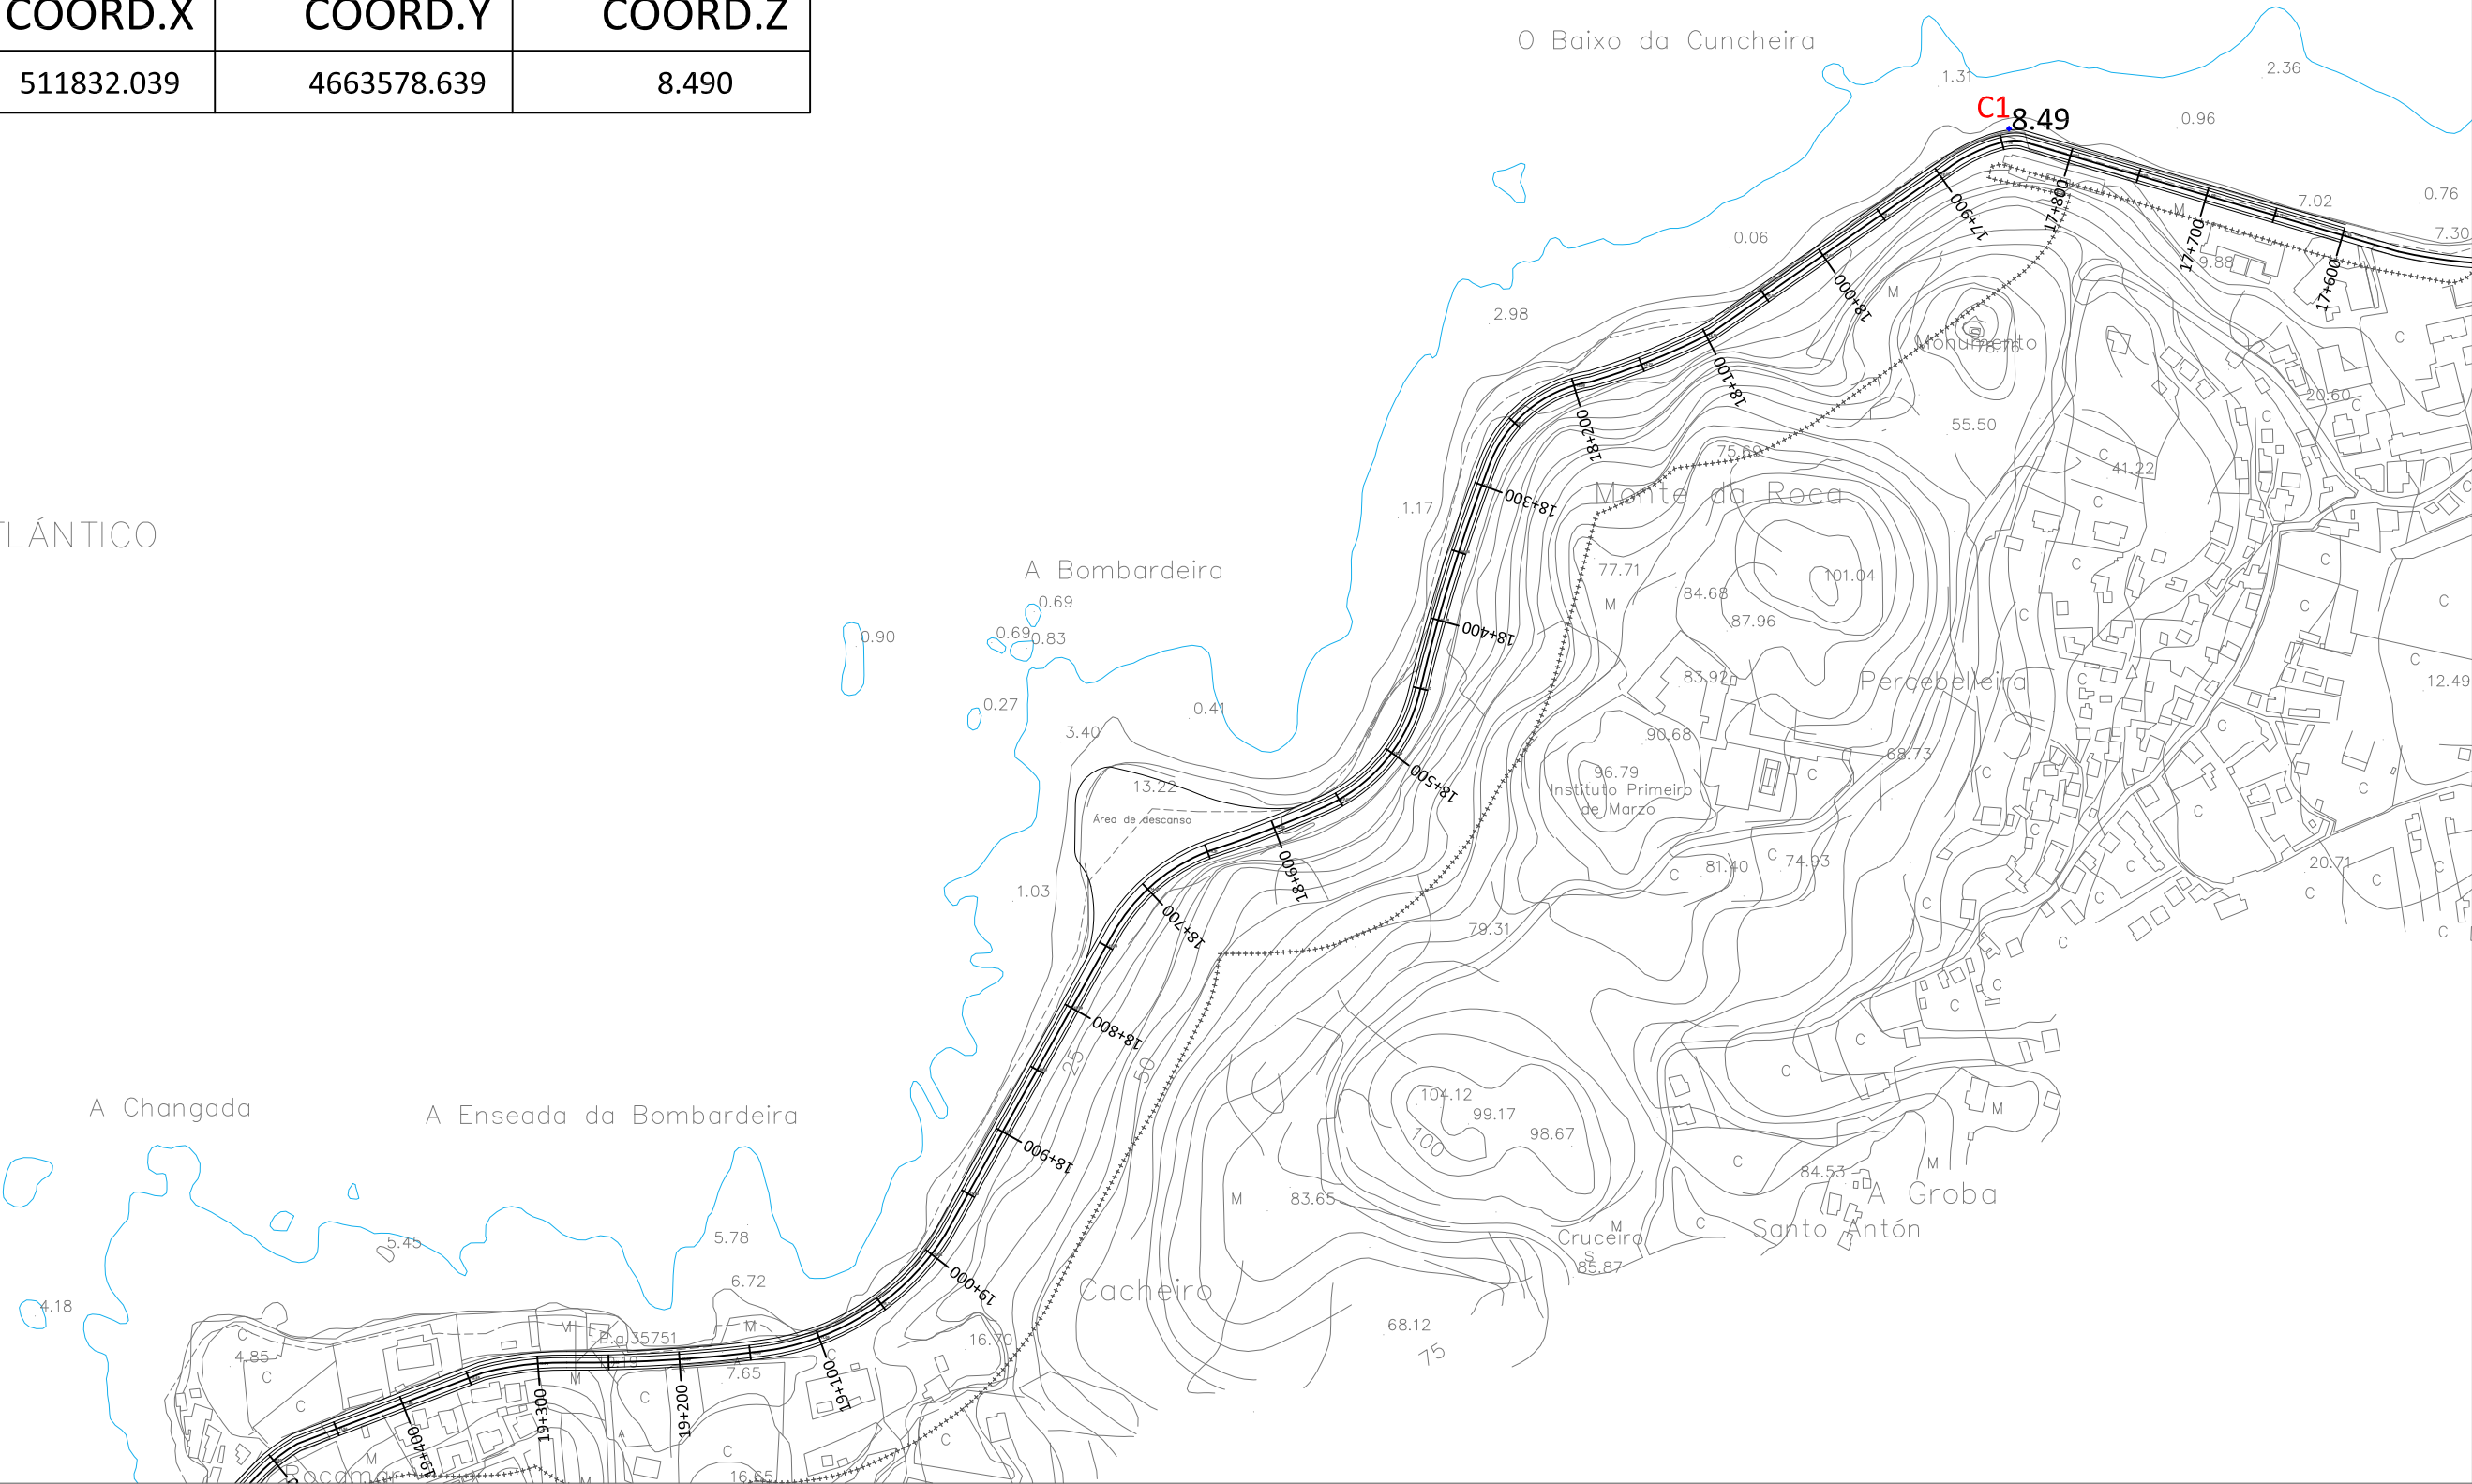 COORD.X COORD.Y COORD.Z
511832.039 4663578.639 8.490
O Baixo da Cuncheira
1.31
2.36
C1
8.49
0.96
7.02
0.76
7.30
0.06
M
17+900
17+800
17+700
9.88
17+600
2.98
18+000
M
Monumento
78.76
C
18+100
20.60
C
C
18+200
55.50
75.69
C
41.22
18+300
Monte da Roca
C
C
1.17
TLÁNTICO
A Bombardeira
77.71
101.04
C
C
0.69
84.68
M
C
C
C
87.96
0.69
0.83
0.90
18+400
83.92
Percebelleira
C
C
12.49
0.27
0.41
3.40
90.68
C
68.73
96.79
C
C
C
18+500
13.22
Instituto Primeiro
de Marzo
C
Área de descanso
C
18+600
C
74.93
81.40
C
C
20.71
C
C
1.03
C
C
C
C
18+700
79.31
C
C
C
C
18+800
25
50
C
C
104.12
99.17
M
A Changada
A Enseada da Bombardeira
100
98.67
18+900
C
M
84.53
M
83.65
A Groba
C
M
Santo Antón
5.78
5.45
Cruceiro
S
85.87
19+000
6.72
Cacheiro
4.18
M
M
P.a.35751
16.70
68.12
C
4.85
C
75
7.65
C
19+100
M
C
C
19+200
19+300
19+400
A
C
C
M
Rocamar
16.65
M